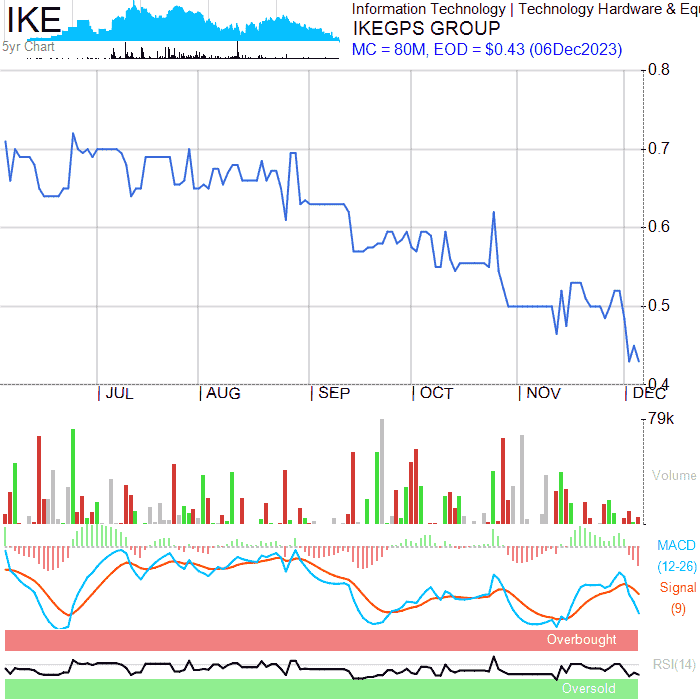 IKE
5yr Chart
Information Technology | Technology Hardware & Equ
IKEGPS GROUP
MC = 80M, EOD = $0.43 (06Dec2023)
0.8
0.7
0.6
0.5
0.4
JUL
AUG
SEP
OCT
NOV
DEC
79k
Volume
MACD
(12-26)
Signal
(9)
Overbought
RSI(14)
Oversold